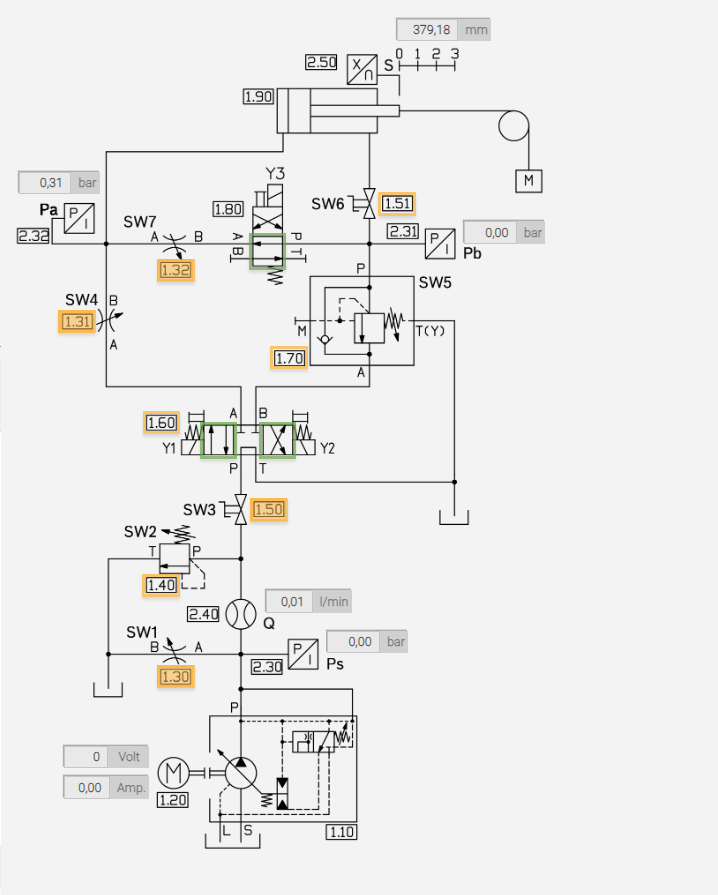 379,18 mm
2.50
X
n
S
0 1 2 3
1.90
M
0,31 bar
Pa
P
I
2.32
SW7
A B
1.32
Y3
1.80
A
B
P
T
SW6
1.51
2.31
P
I
0,00 bar
Pb
P
SW5
SW4
B
1.31
A
M
T(Y)
1.70
A
1.60
A B
Y1
Y2
P T
SW3
1.50
SW2
T P
1.40
2.40
0,01 l/min
Q
SW1
B A
1.30
2.30
P
I
0,00 bar
Ps
P
0 Volt
0,00 Amp.
M
1.20
L S
1.10